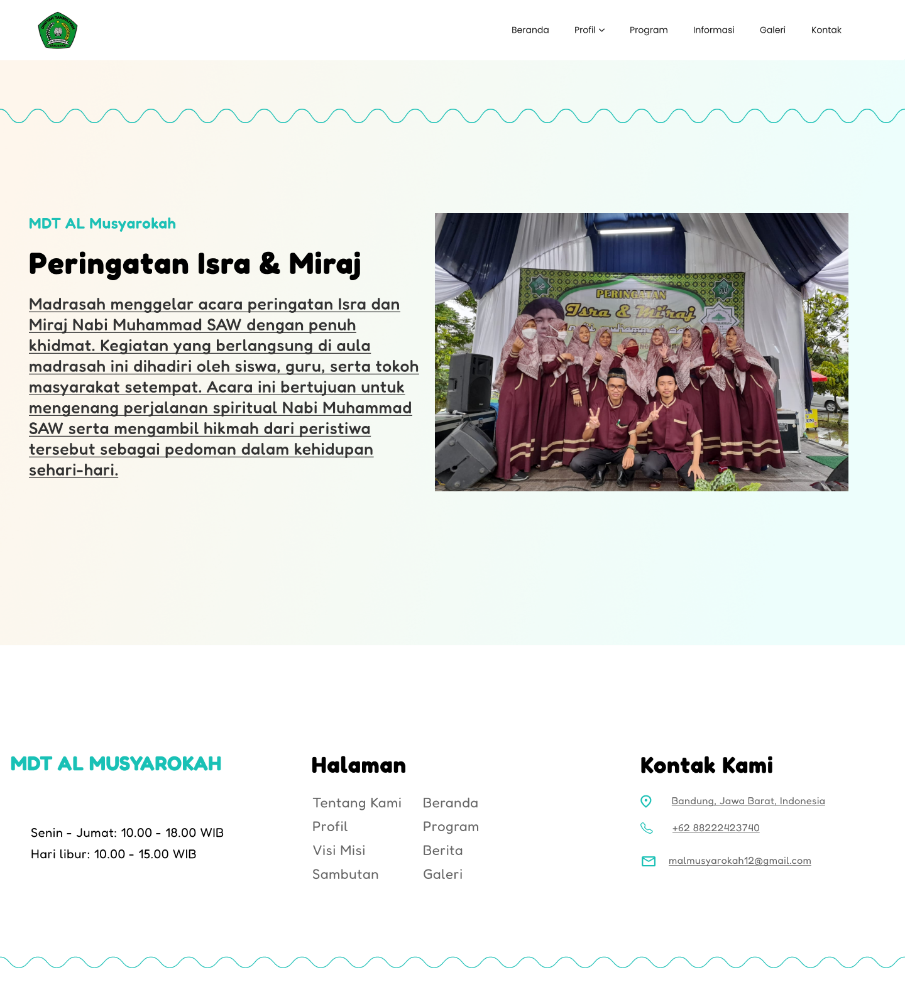 Beranda
Profil
Program
Informasi
Galeri
Kontak
MDT AL Musyarokah
Peringatan Isra & Miraj
Madrasah menggelar acara peringatan Isra dan
Miraj Nabi Muhammad SAW dengan penuh
khidmat. Kegiatan yang berlangsung di aula
madrasah ini dihadiri oleh siswa, guru, serta tokoh
masyarakat setempat. Acara ini bertujuan untuk
mengenang perjalanan spiritual Nabi Muhammad
SAW serta mengambil hikmah dari peristiwa
tersebut sebagai pedoman dalam kehidupan
sehari-hari.
PERINGATAN
Isra & Mi'raj
MDT AL MUSYAROKAH
Senin - Jumat: 10.00 - 18.00 WIB
Hari libur: 10.00 - 15.00 WIB
Halaman
Tentang Kami
Profil
Visi Misi
Sambutan
Beranda
Program
Berita
Galeri
Kontak Kami
Bandung, Jawa Barat, Indonesia
+62 88222423740
malmusyarokah12@gmail.com